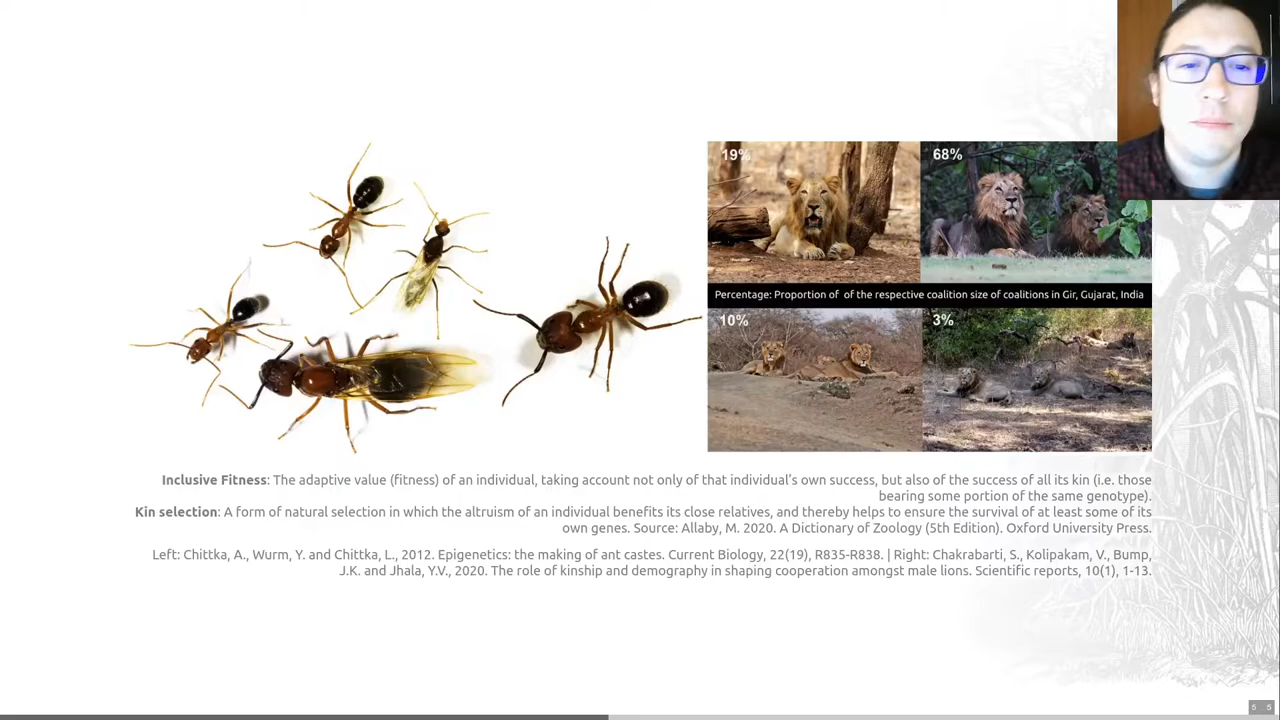 19%
68%
Percentage: Proportion of of the respective coalition size of coalitions in Gir, Gujarat, India
10%
3%
Inclusive Fitness: The adaptive value (fitness) of an individual, taking account not only of that individual's own success, but also of the success of all its kin (i.e. those
bearing some portion of the same genotype).
Kin selection: A form of natural selection in which the altruism of an individual benefits its close relatives, and thereby helps to ensure the survival of at least some of its
own genes. Source: Allaby, M. 2020. A Dictionary of Zoology (5th Edition). Oxford University Press.
Left: Chittka, A., Wurm, Y. and Chittka, L., 2012. Epigenetics: the making of ant castes. Current Biology, 22(19), R835-R838. | Right: Chakrabarti, S., Kolipakam, V., Bump,
J.K. and Jhala, Y.V., 2020. The role of kinship and demography in shaping cooperation amongst male lions. Scientific reports, 10(1), 1-13.
5 5